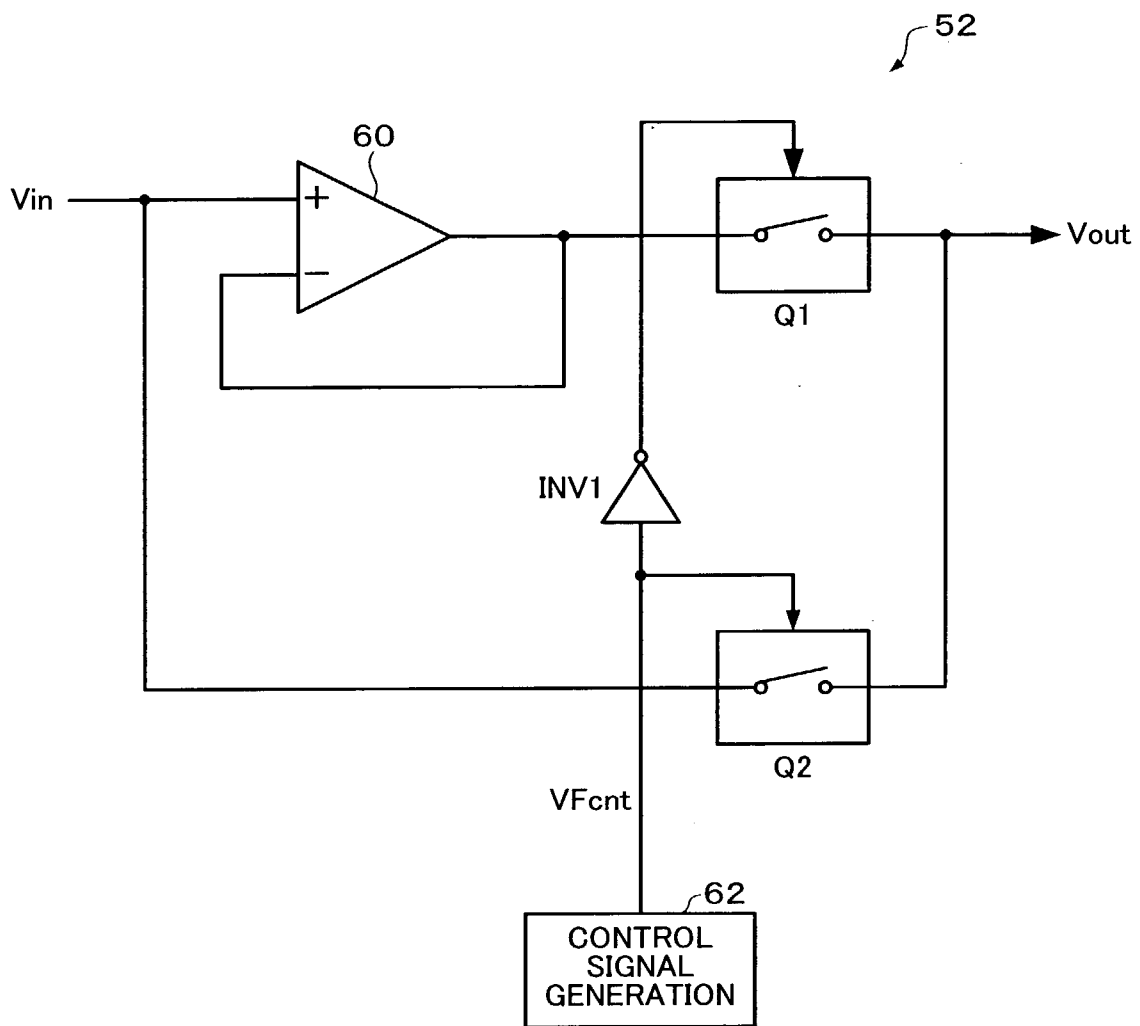 52
60
Vin
+
−
Vout
Q1
INV1
Q2
VFcnt
62
CONTROL
SIGNAL
GENERATION